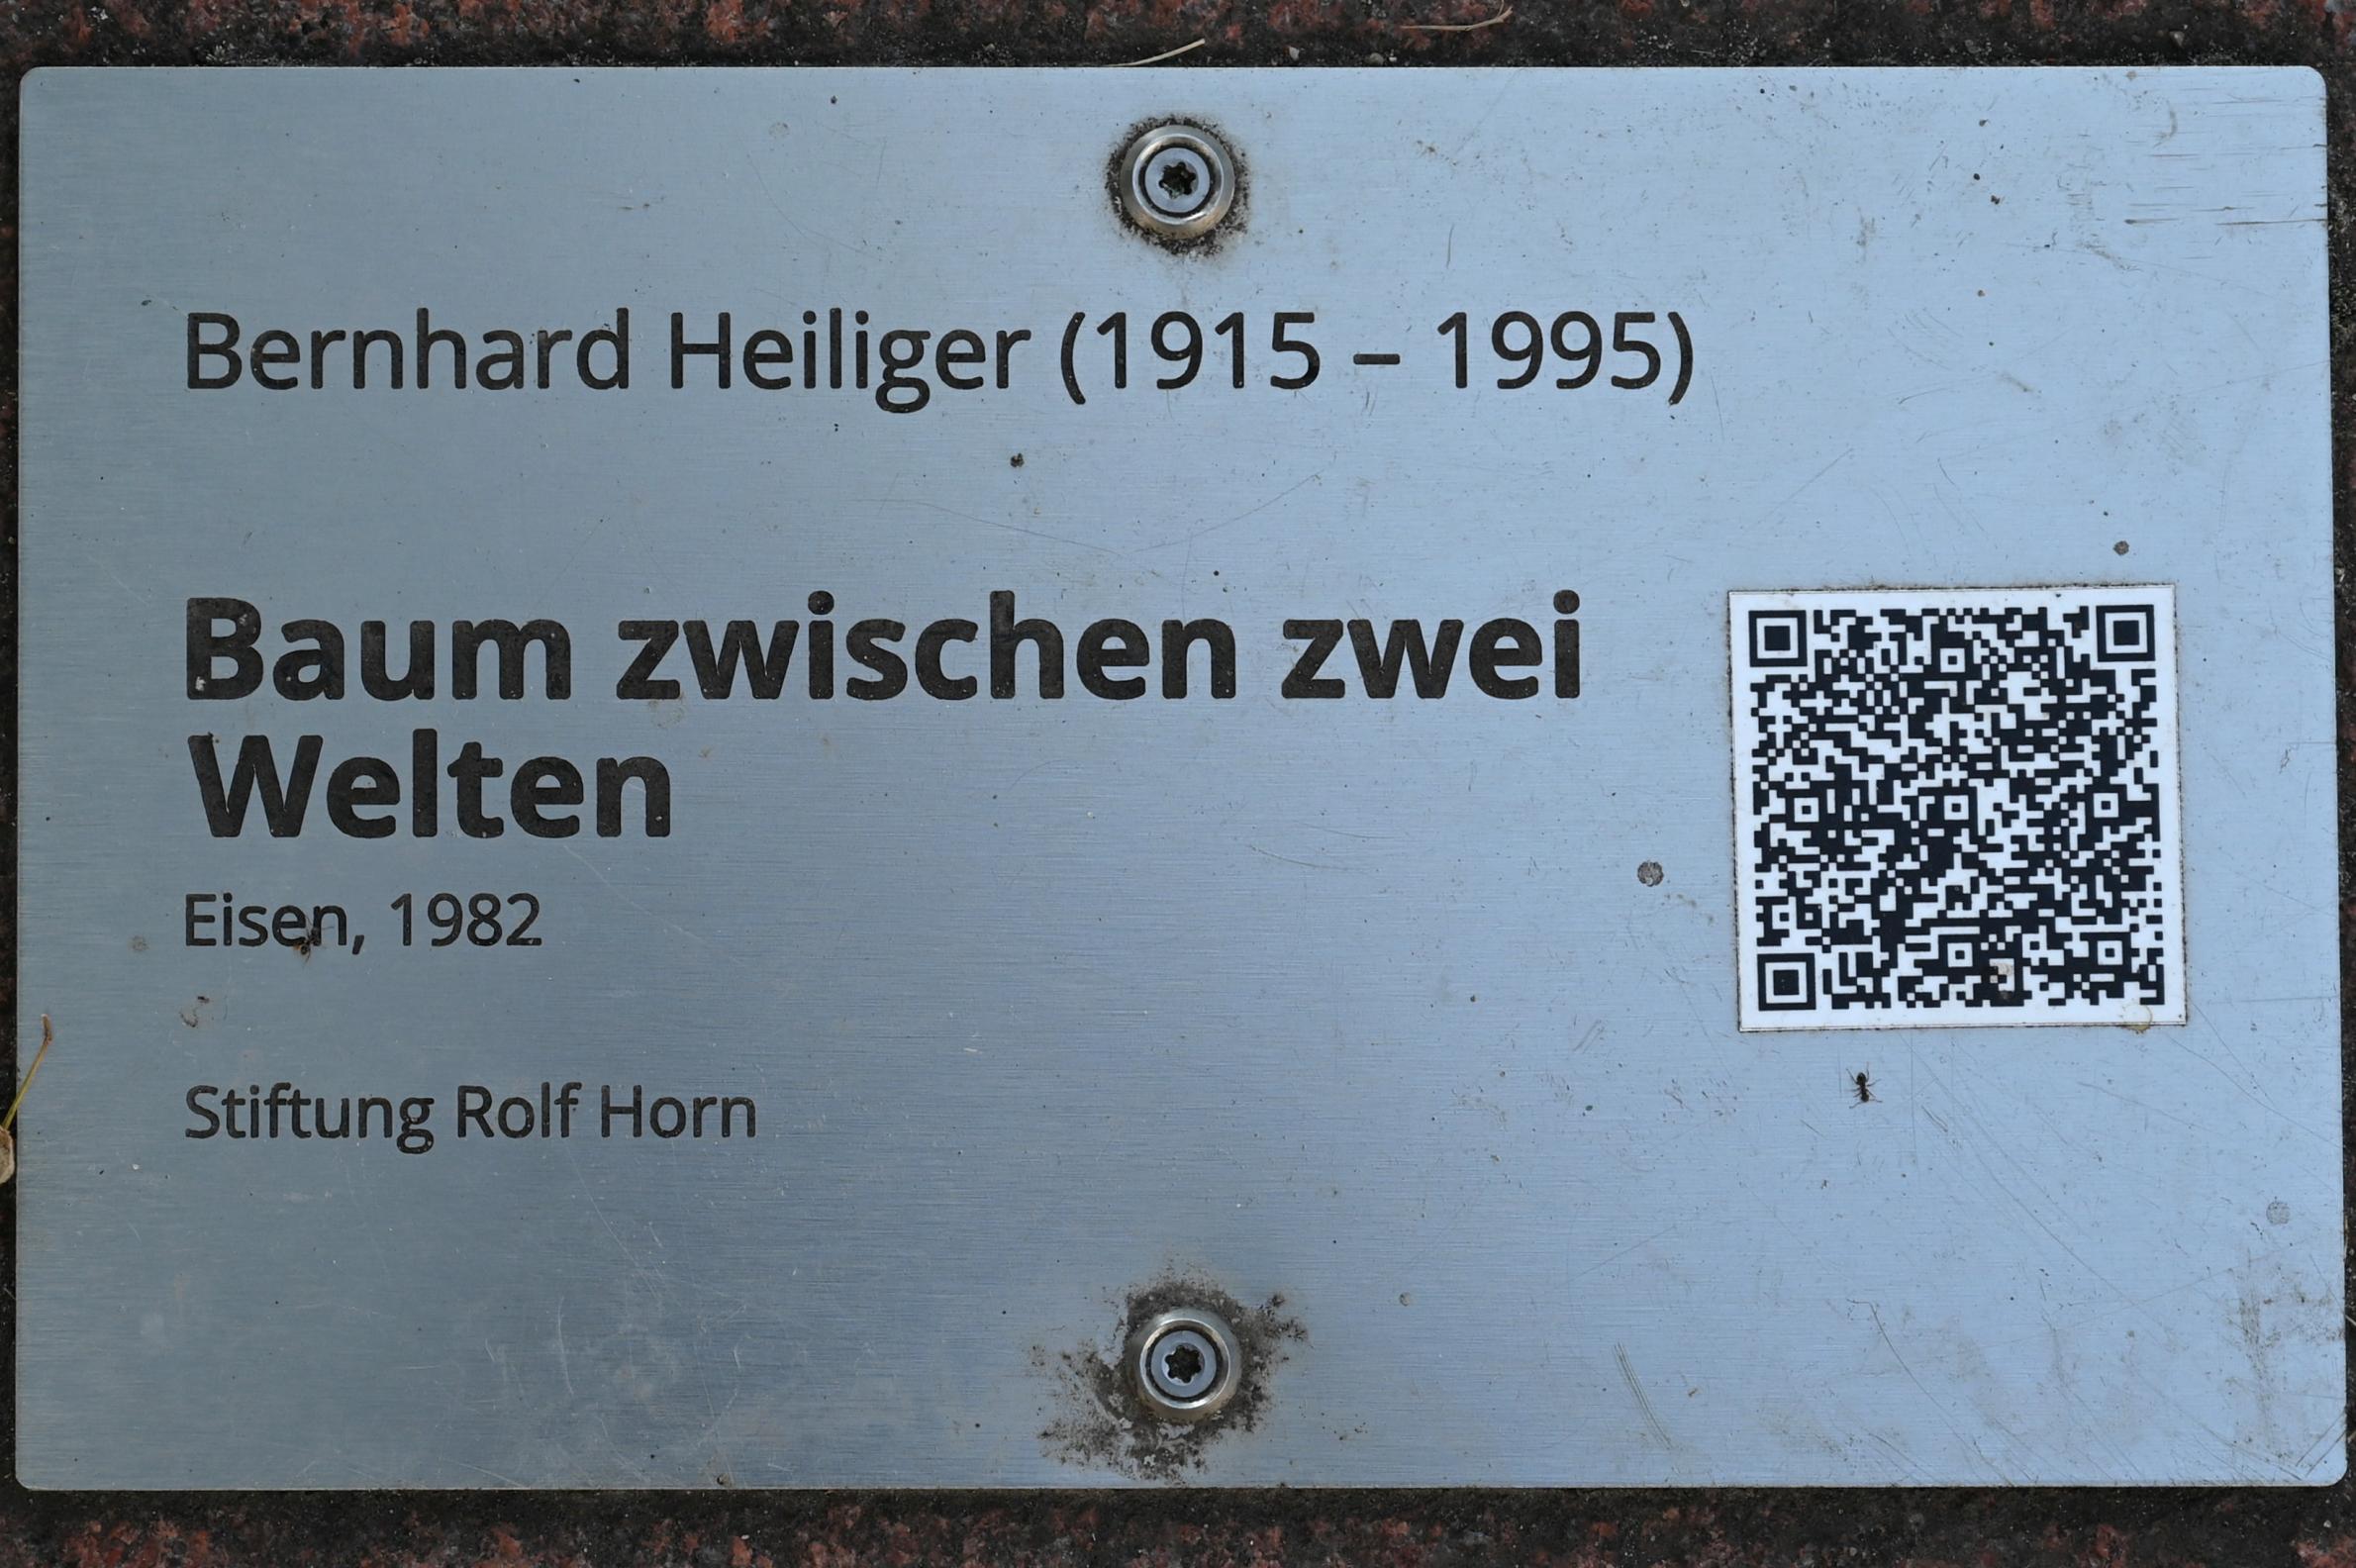 Bernhard Heiliger (1915 – 1995)
Baum zwischen zwei
Welten
Eisen, 1982
Stiftung Rolf Horn